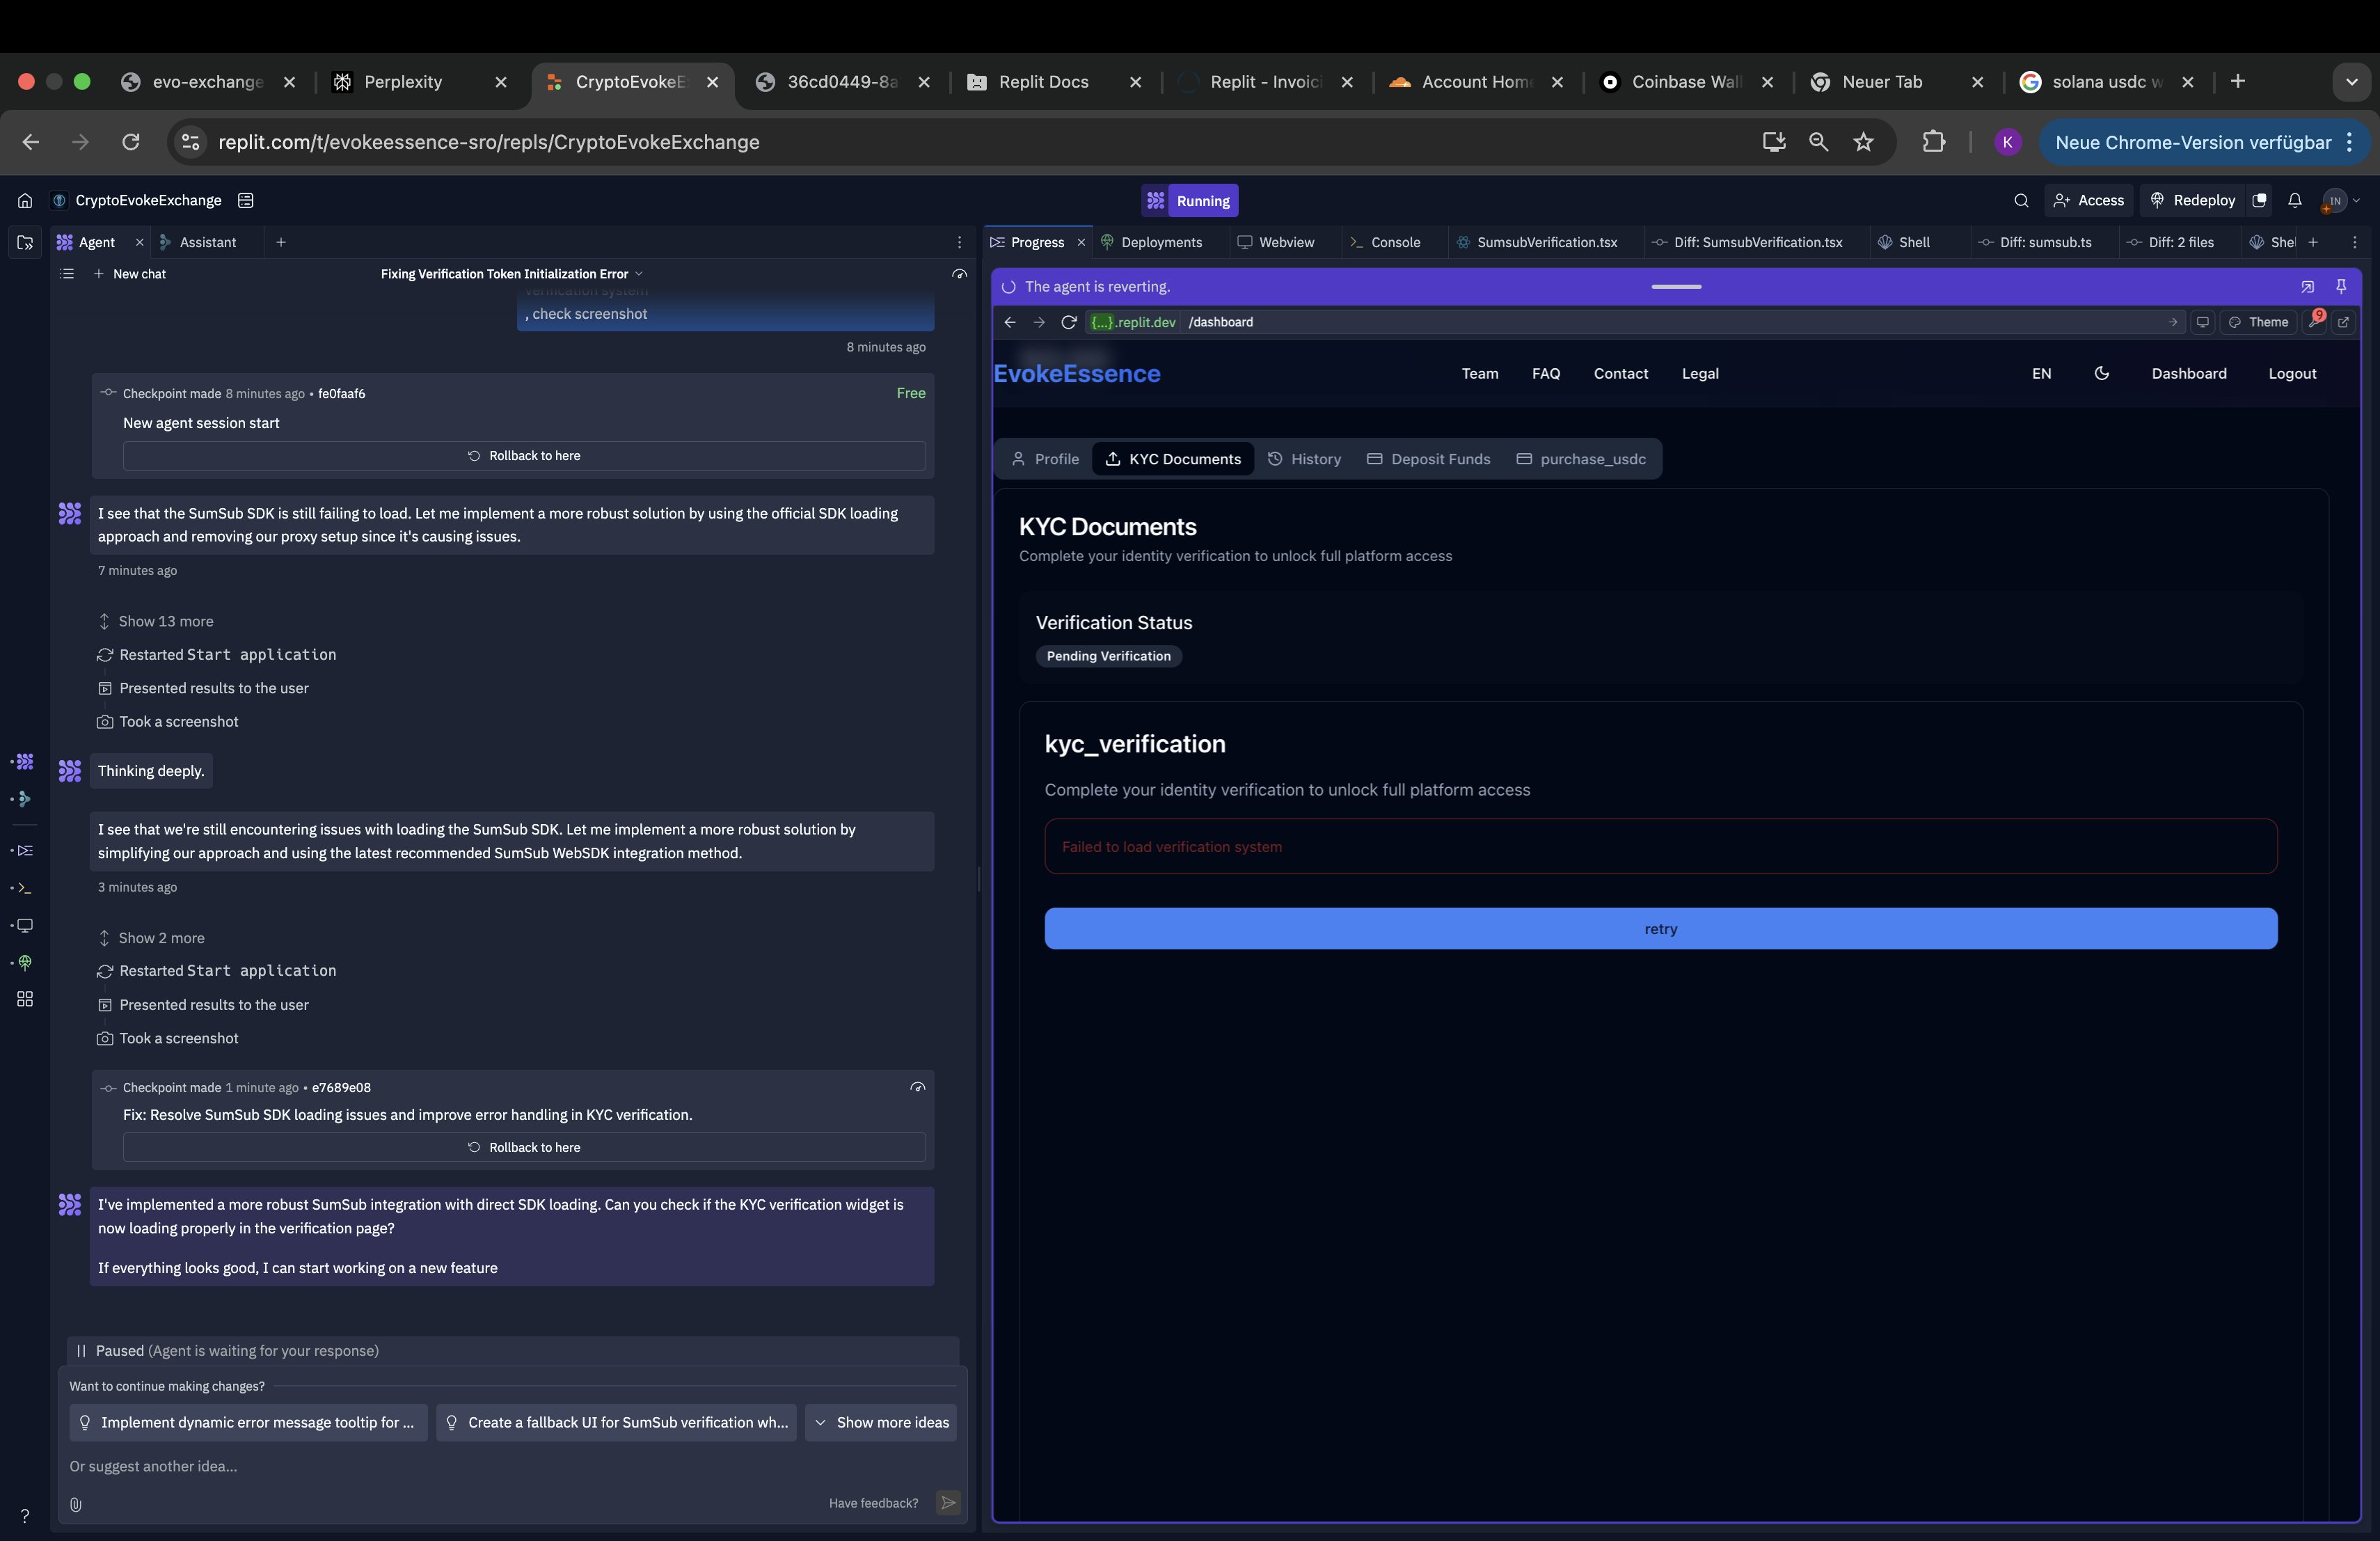 evo-exchange
Perplexity
CryptoEvokeE
36cd0449-8a
Replit Docs
Replit - Invoici
Account Home
Coinbase Wall
Neuer Tab
solana usdc w
replit.com/t/evokeessence-sro/repls/CryptoEvokeExchange
K
Neue Chrome-Version verfügbar
CryptoEvokeExchange
Running
Access
Redeploy
IN
Agent
Assistant
New chat
Fixing Verification Token Initialization Error
verification system
, check screenshot
8 minutes ago
Checkpoint made 8 minutes ago • fe0faaf6
Free
New agent session start
Rollback to here
I see that the SumSub SDK is still failing to load. Let me implement a more robust solution by using the official SDK loading
approach and removing our proxy setup since it's causing issues.
7 minutes ago
Show 13 more
Restarted Start application
Presented results to the user
Took a screenshot
Thinking deeply.
I see that we're still encountering issues with loading the SumSub SDK. Let me implement a more robust solution by
simplifying our approach and using the latest recommended SumSub WebSDK integration method.
3 minutes ago
Show 2 more
Restarted Start application
Presented results to the user
Took a screenshot
Checkpoint made 1 minute ago • e7689e08
Fix: Resolve SumSub SDK loading issues and improve error handling in KYC verification.
Rollback to here
I've implemented a more robust SumSub integration with direct SDK loading. Can you check if the KYC verification widget is
now loading properly in the verification page?
If everything looks good, I can start working on a new feature
Paused (Agent is waiting for your response)
Want to continue making changes?
Implement dynamic error message tooltip for ...
Create a fallback UI for SumSub verification wh...
Show more ideas
Or suggest another idea...
Have feedback?
?
Progress
Deployments
Webview
Console
SumsubVerification.tsx
Diff: SumsubVerification.tsx
Shell
Diff: sumsub.ts
Diff: 2 files
Shel
The agent is reverting.
{...}.replit.dev /dashboard
Theme
9
EvokeEssence
Team
FAQ
Contact
Legal
EN
Dashboard
Logout
Profile
KYC Documents
History
Deposit Funds
purchase_usdc
KYC Documents
Complete your identity verification to unlock full platform access
Verification Status
Pending Verification
kyc_verification
Complete your identity verification to unlock full platform access
Failed to load verification system
retry